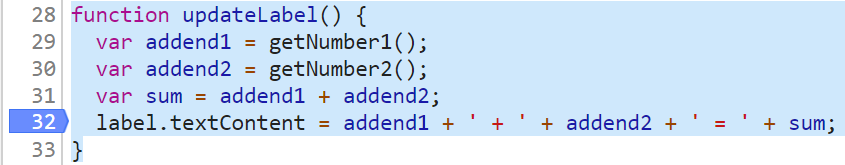 28 function updateLabel() {
29 var addend1 = getNumber1();
30 var addend2 = getNumber2();
31 var sum = addend1 + addend2;
32 label.textContent = addend1 + ' + ' + addend2 + ' = ' + sum;
33 }